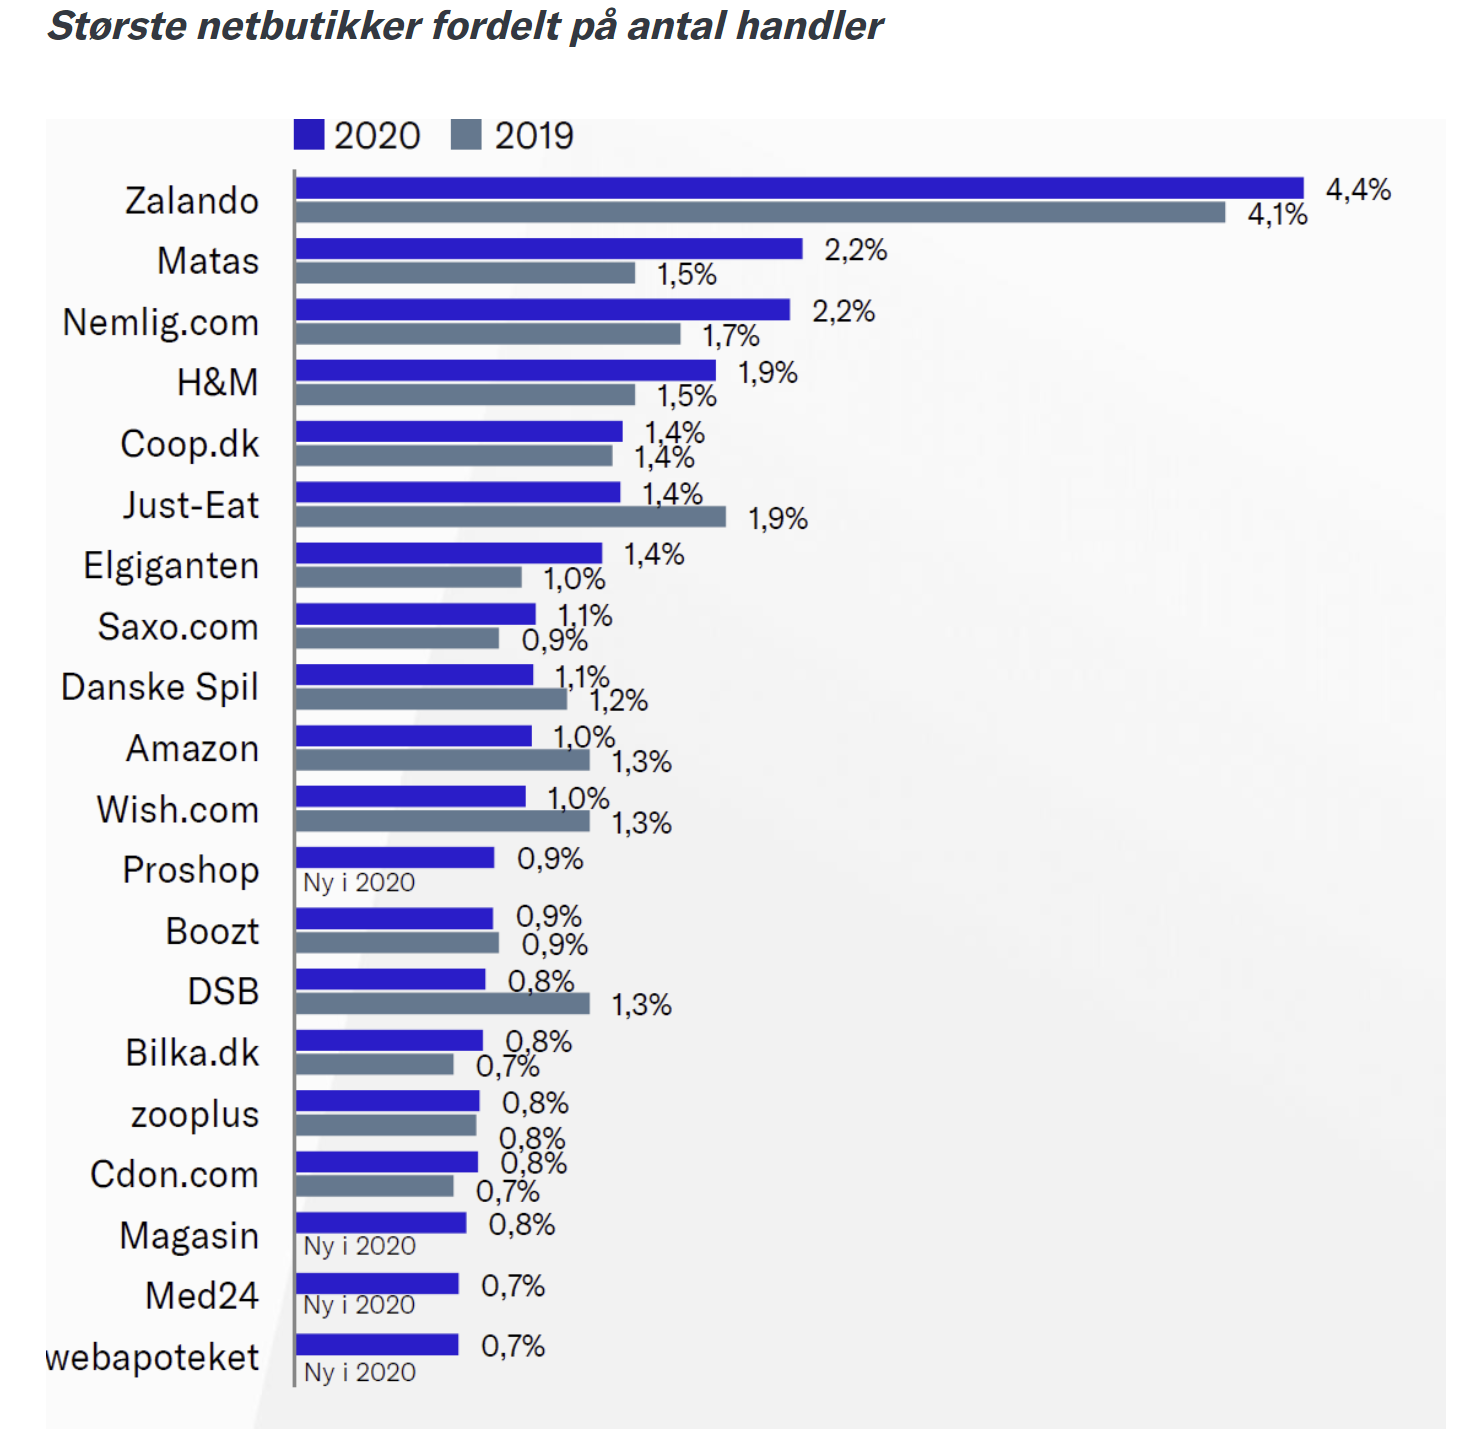 Største netbutikker fordelt på antal handler
2020 2019
Zalando 4,4%
4,1%
Matas 2,2%
1,5%
Nemlig.com 2,2%
1,7%
H&M 1,9%
1,5%
Coop.dk 1,4%
1,4%
Just-Eat 1,4%
1,9%
Elgiganten 1,4%
1,0%
Saxo.com 1,1%
0,9%
Danske Spil 1,1%
1,2%
Amazon 1,0%
1,3%
Wish.com 1,0%
1,3%
Proshop 0,9%
Ny i 2020
Boozt 0,9%
0,9%
DSB 0,8%
1,3%
Bilka.dk 0,8%
0,7%
zooplus 0,8%
0,8%
Cdon.com 0,8%
0,7%
Magasin 0,8%
Ny i 2020
Med24 0,7%
Ny i 2020
webapoteket 0,7%
Ny i 2020